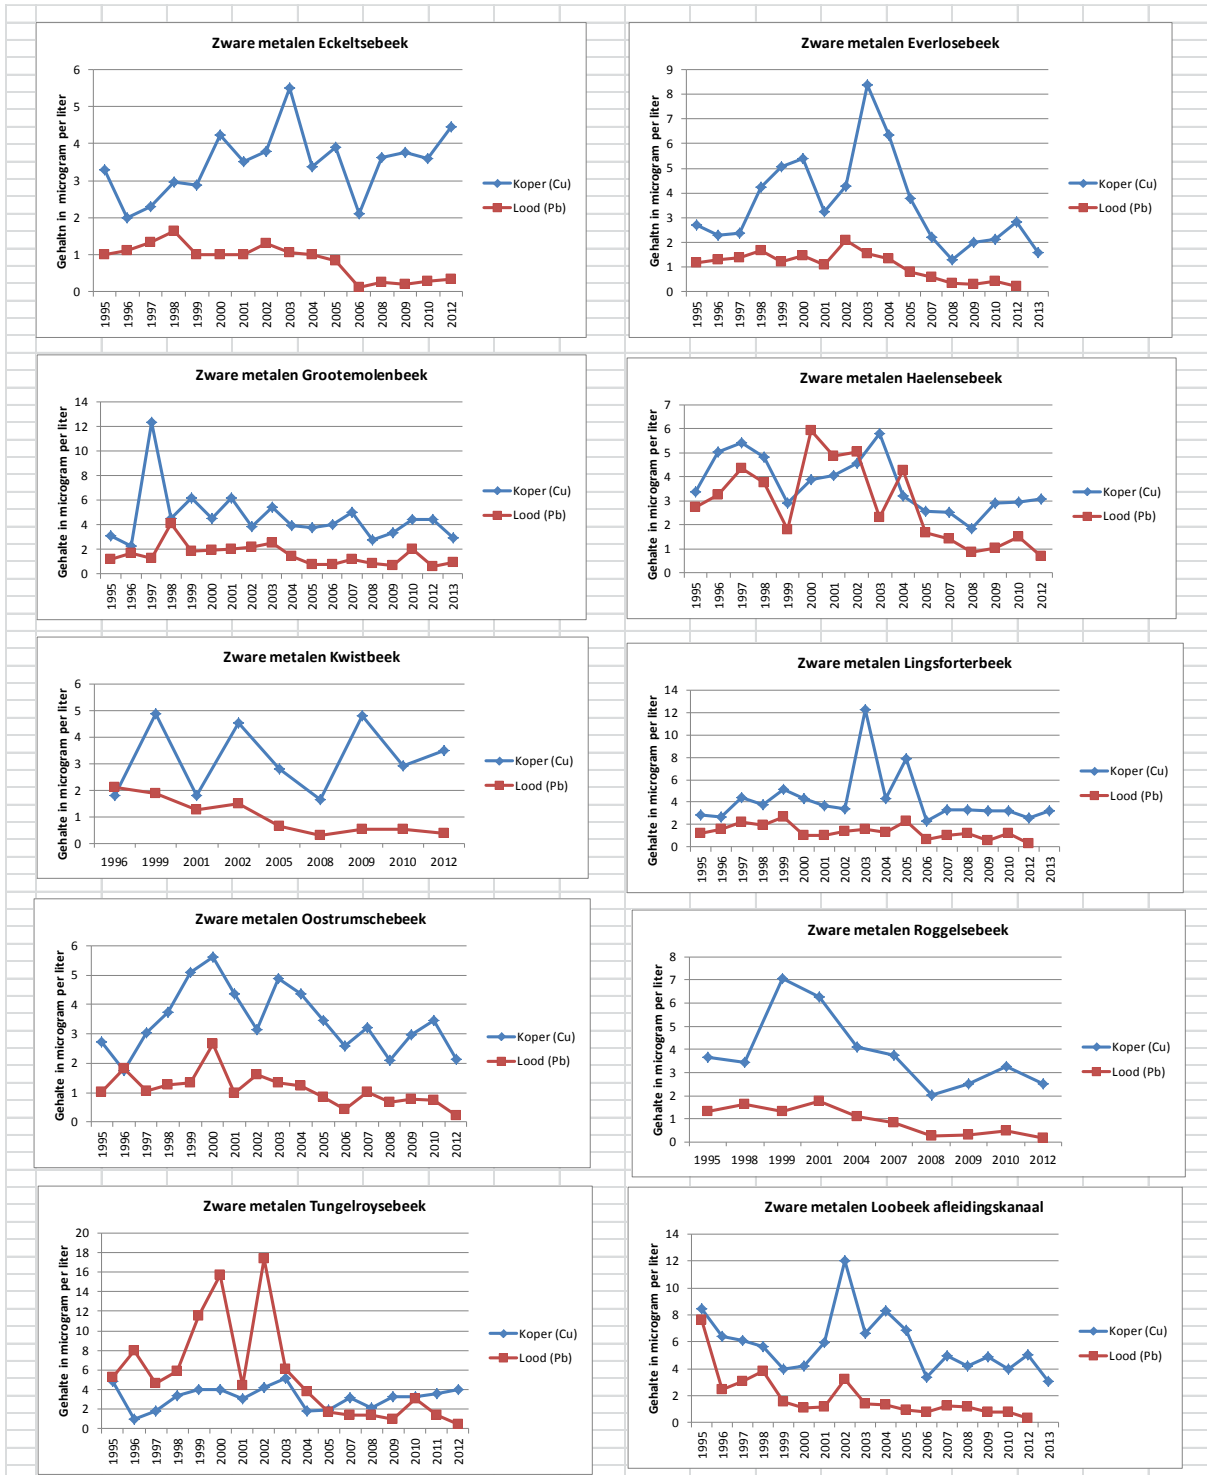 Zware metalen Eckeltsebeek
Gehaltn in microgram per liter
6
5
4
3
2
1
0
1995 1996 1997 1998 1999 2000 2001 2002 2003 2004 2005 2006 2008 2009 2010 2012
Koper (Cu)
Lood (Pb)
Zware metalen Everlosebeek
Gehalte in microgram per liter
9
8
7
6
5
4
3
2
1
0
1995 1996 1997 1998 1999 2000 2001 2002 2003 2004 2005 2007 2008 2009 2010 2012 2013
Koper (Cu)
Lood (Pb)
Zware metalen Grootemolenbeek
Gehalte in microgram per liter
14
12
10
8
6
4
2
0
1995 1996 1997 1998 1999 2000 2001 2002 2003 2004 2005 2006 2007 2008 2009 2010 2012 2013
Koper (Cu)
Lood (Pb)
Zware metalen Haelensebeek
Gehalte in microgram per liter
7
6
5
4
3
2
1
0
1995 1996 1997 1998 1999 2000 2001 2002 2003 2004 2005 2007 2008 2009 2010 2012
Koper (Cu)
Lood (Pb)
Zware metalen Kwistbeek
Gehalte in microgram per liter
6
5
4
3
2
1
0
1996 1999 2001 2002 2005 2008 2009 2010 2012
Koper (Cu)
Lood (Pb)
Zware metalen Lingsforterbeek
Gehalte in microgram per liter
14
12
10
8
6
4
2
0
1995 1996 1997 1998 1999 2000 2001 2002 2003 2004 2005 2006 2007 2008 2009 2010 2012 2013
Koper (Cu)
Lood (Pb)
Zware metalen Oostrumschebeek
Gehalte in microgram per liter
6
5
4
3
2
1
0
1995 1996 1997 1998 1999 2000 2001 2002 2003 2004 2005 2006 2007 2008 2009 2010 2012
Koper (Cu)
Lood (Pb)
Zware metalen Roggelsebeek
Gehalte in microgram per liter
8
7
6
5
4
3
2
1
0
1995 1998 1999 2001 2004 2007 2008 2009 2010 2012
Koper (Cu)
Lood (Pb)
Zware metalen Tungelroysebeek
Gehalte in microgram per liter
20
18
16
14
12
10
8
6
4
2
0
1995 1996 1997 1998 1999 2000 2001 2002 2003 2004 2005 2006 2007 2008 2009 2010 2011 2012
Koper (Cu)
Lood (Pb)
Zware metalen Loobeek afleidingskanaal
Gehalte in microgram per liter
14
12
10
8
6
4
2
0
1995 1996 1997 1998 1999 2000 2001 2002 2003 2004 2005 2006 2007 2008 2009 2010 2012 2013
Koper (Cu)
Lood (Pb)